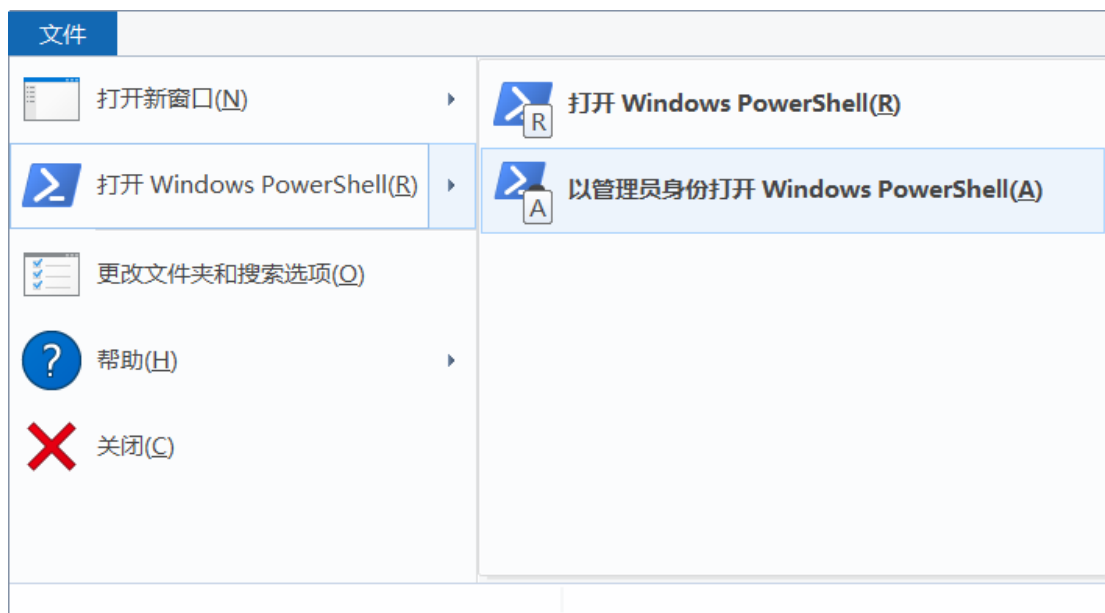 文件
打开新窗口(N)
打开 Windows PowerShell(R)
更改文件夹和搜索选项(O)
帮助(H)
关闭(C)
R
打开 Windows PowerShell(R)
A
以管理员身份打开 Windows PowerShell(A)